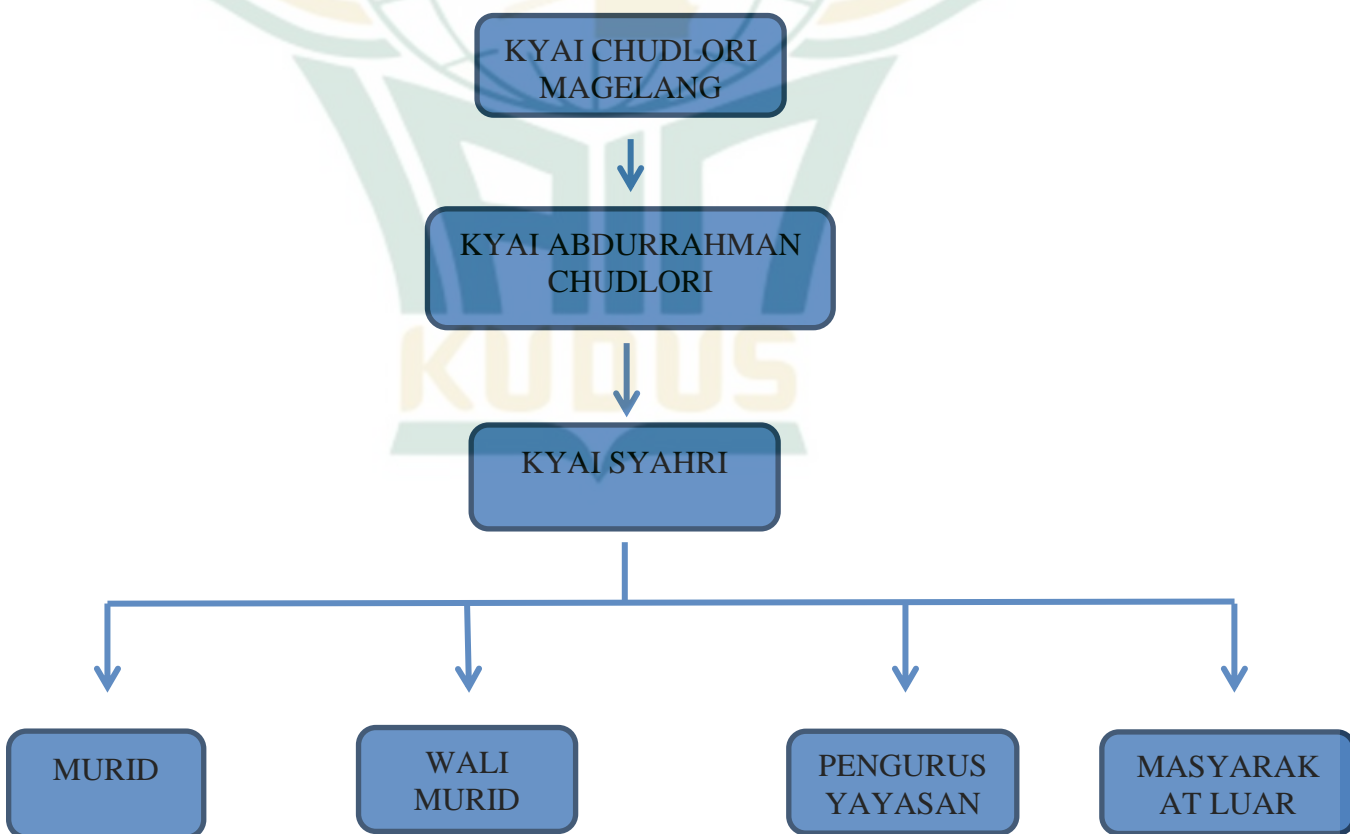 KYAI CHUDLORI
MAGELANG
KYAI ABDURRAHMAN
CHUDLORI
KUDUS
KYAI SYAHRI
MURID
WALI
MURID
PENGURUS
YAYASAN
MASYARAK
AT LUAR